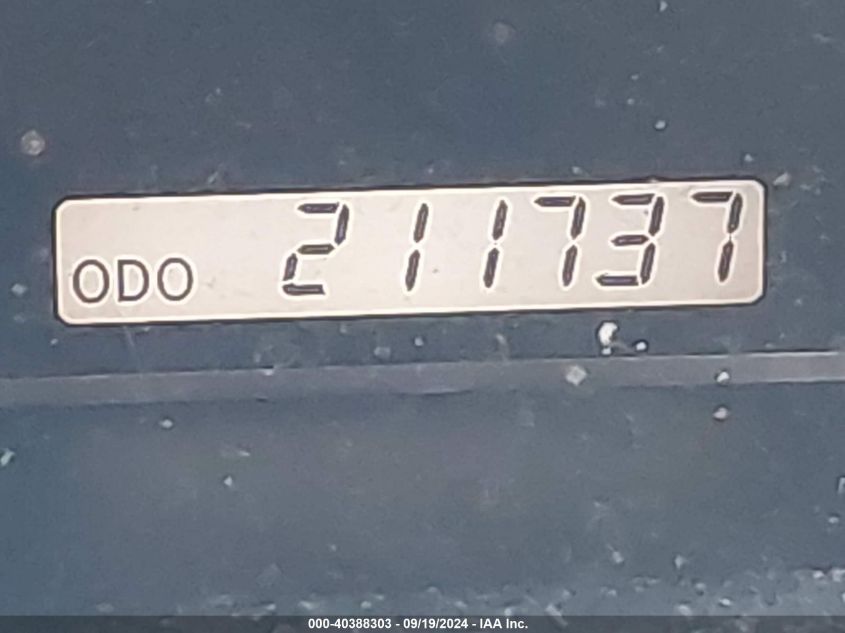 ODO 211737
000-40388303 - 09/19/2024 - IAA Inc.